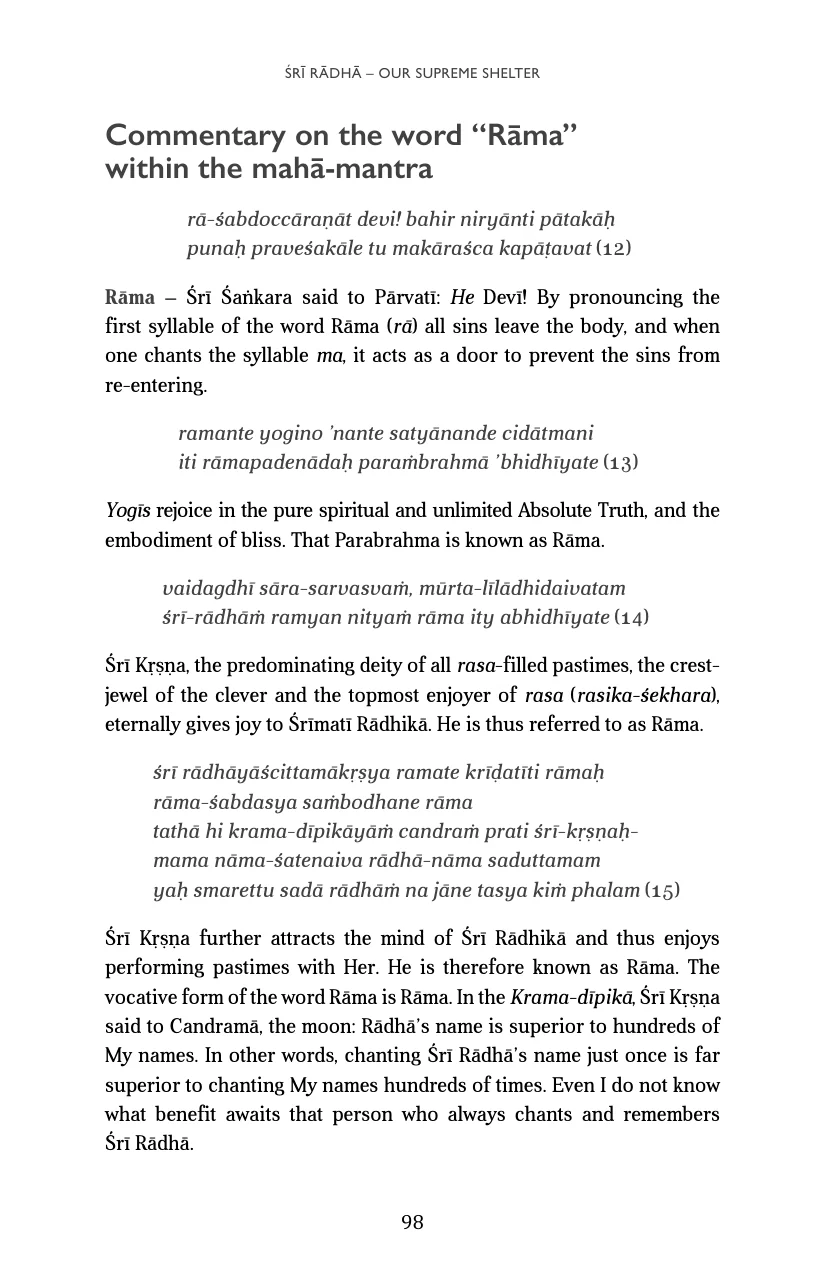 ŚRĪ RĀDHĀ – OUR SUPREME SHELTER
Commentary on the word “Rāma”
within the mahā-mantra
rā-śabdoccāraṇāt devi! bahir niryānti pātakāḥ
punaḥ praveśakāle tu makāraśca kapāṭavat (12)
Rāma – Śrī Śaṅkara said to Pārvatī: He Devī! By pronouncing the
first syllable of the word Rāma (rā) all sins leave the body, and when
one chants the syllable ma, it acts as a door to prevent the sins from
re-entering.
ramante yogino ’nante satyānande cidātmani
iti rāmapadenādaḥ paraṁbrahmā ’bhidhīyate (13)
Yogīs rejoice in the pure spiritual and unlimited Absolute Truth, and the
embodiment of bliss. That Parabrahma is known as Rāma.
vaidagdhī sāra-sarvasvaṁ, mūrta-līlādhidaivatam
śrī-rādhāṁ ramyan nityaṁ rāma ity abhidhīyate (14)
Śrī Kṛṣṇa, the predominating deity of all rasa-filled pastimes, the crest-
jewel of the clever and the topmost enjoyer of rasa (rasika-śekhara),
eternally gives joy to Śrīmatī Rādhikā. He is thus referred to as Rāma.
śrī rādhāyāścittamākṛṣya ramate krīḍatīti rāmaḥ
rāma-śabdasya saṁbodhane rāma
tathā hi krama-dīpikāyāṁ candraṁ prati śrī-kṛṣṇaḥ-
mama nāma-śatenaiva rādhā-nāma saduttamam
yaḥ smarettu sadā rādhāṁ na jāne tasya kiṁ phalam (15)
Śrī Kṛṣṇa further attracts the mind of Śrī Rādhikā and thus enjoys
performing pastimes with Her. He is therefore known as Rāma. The
vocative form of the word Rāma is Rāma. In the Krama-dīpikā, Śrī Kṛṣṇa
said to Candramā, the moon: Rādhā’s name is superior to hundreds of
My names. In other words, chanting Śrī Rādhā’s name just once is far
superior to chanting My names hundreds of times. Even I do not know
what benefit awaits that person who always chants and remembers
Śrī Rādhā.
98